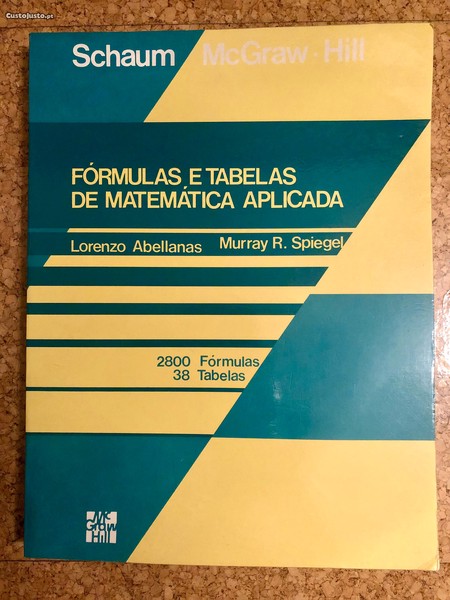 CustoJusto.pt
Schaum McGraw-Hill
FÓRMULAS E TABELAS
DE MATEMÁTICA APLICADA
Lorenzo Abellanas Murray R. Spiegel
2800 Fórmulas
38 Tabelas
Mc
Graw
Hill